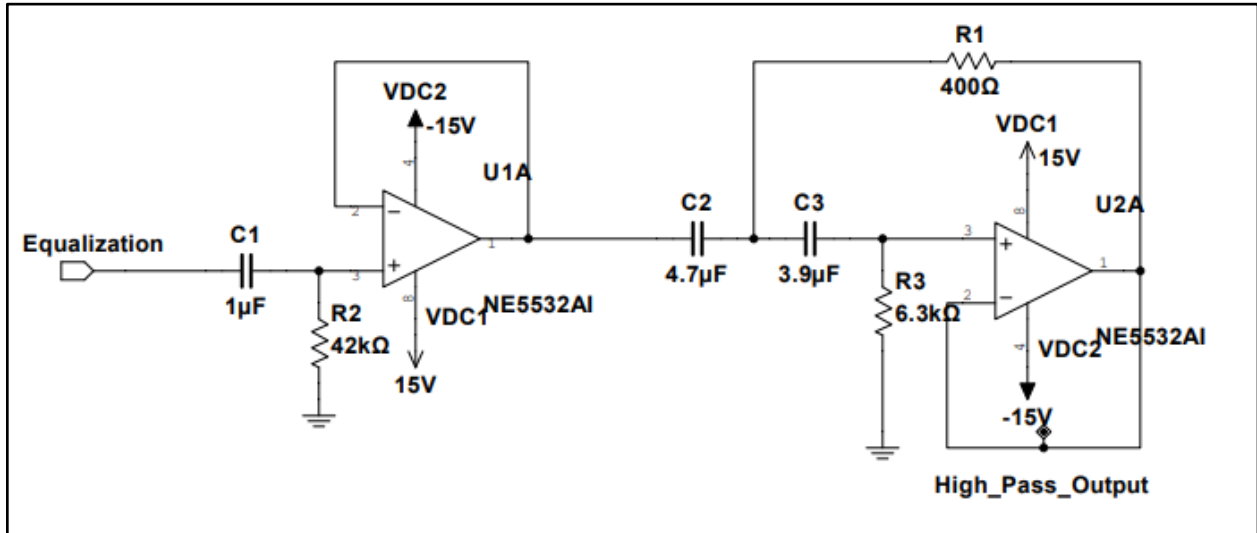 R1
400Ω
VDC2
-15V
4
U1A
2
1
3
8
NE5532AI
VDC1
15V
Equalization
C1
1µF
R2
42kΩ
C2
4.7µF
C3
3.9µF
R3
6.3kΩ
VDC1
15V
8
U2A
3
1
2
4
NE5532AI
VDC2
-15V
High_Pass_Output